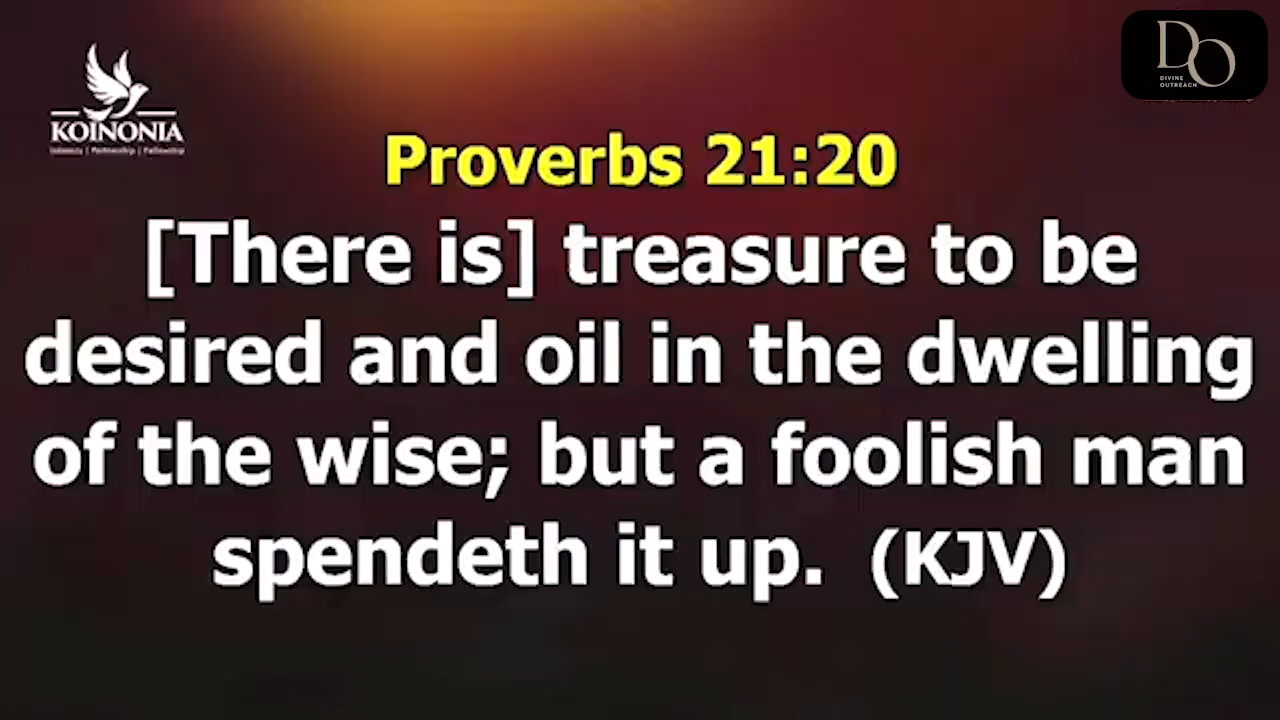 DO
DIVINE
OUTREACH
KOINONIA
Proverbs 21:20
[There is] treasure to be
desired and oil in the dwelling
of the wise; but a foolish man
spendeth it up. (KJV)